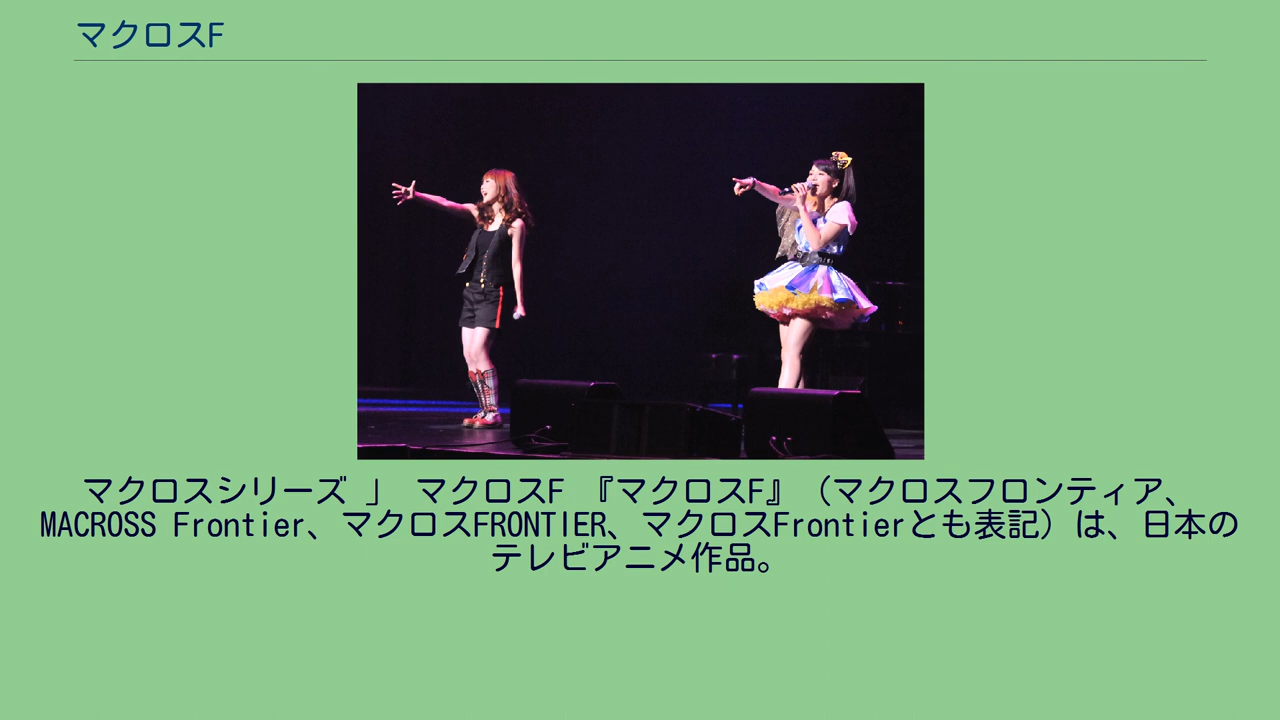 マクロスF
マクロスシリーズ 」 マクロスF 『マクロスF』（マクロスフロンティア、
MACROSS Frontier、マクロスFRONTIER、マクロスFrontierとも表記）は、日本の
テレビアニメ作品。